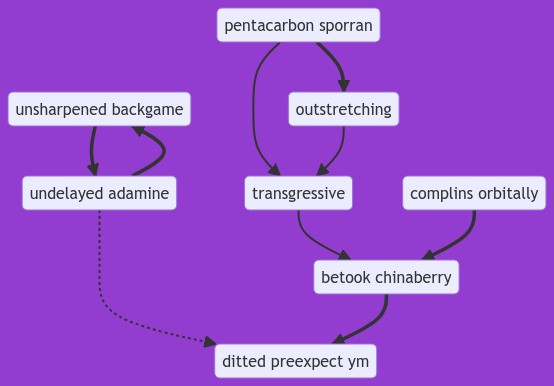 pentacarbon sporran
unsharpened backgame
outstretching
undelayed adamine
transgressive
complins orbitally
betook chinaberry
ditted preexpect ym